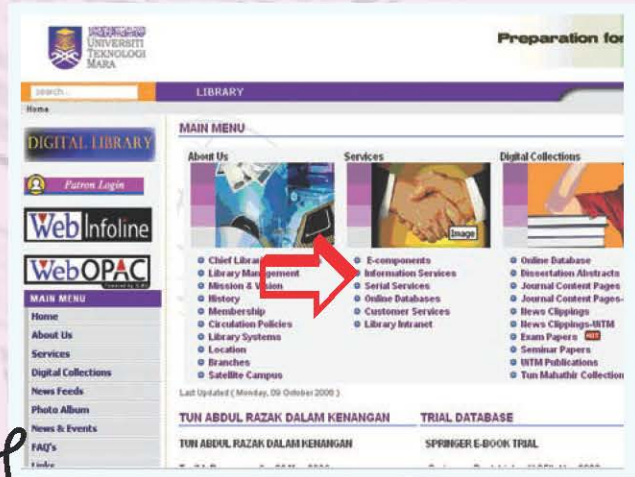 UNIVERSITI
TEKNOLOGI
MARA
Preparation for
search...
LIBRARY
Home
DIGITAL LIBRARY
Patron Login
Web Infoline
WebOPAC
MAIN MENU
Home
About Us
Services
Digital Collections
News Feeds
Photo Album
News & Events
FAQ's
Links
MAIN MENU
About Us
Chief
Library Management
Mission & Vision
History
Membership
Circulation Policies
Library Systems
Location
Branches
Satellite Campus
Services
Image
E-components
Information Services
Serial Services
Online Databases
Customer Services
Library Intranet
Digital Collections
Online Database
Dissertation Abstracts
Journal Content Pages
Journal Content Pages-
News Clippings
News Clippings-UiTM
Exam Papers HOT
Seminar Papers
UiTM Publications
Tun Mahathir Collection
Last Updated ( Monday, 09 October 2006 )
TUN ABDUL RAZAK DALAM KENANGAN
TUN ABDUL RAZAK DALAM KENANGAN
TRIAL DATABASE
SPRINGER E-BOOK TRIAL